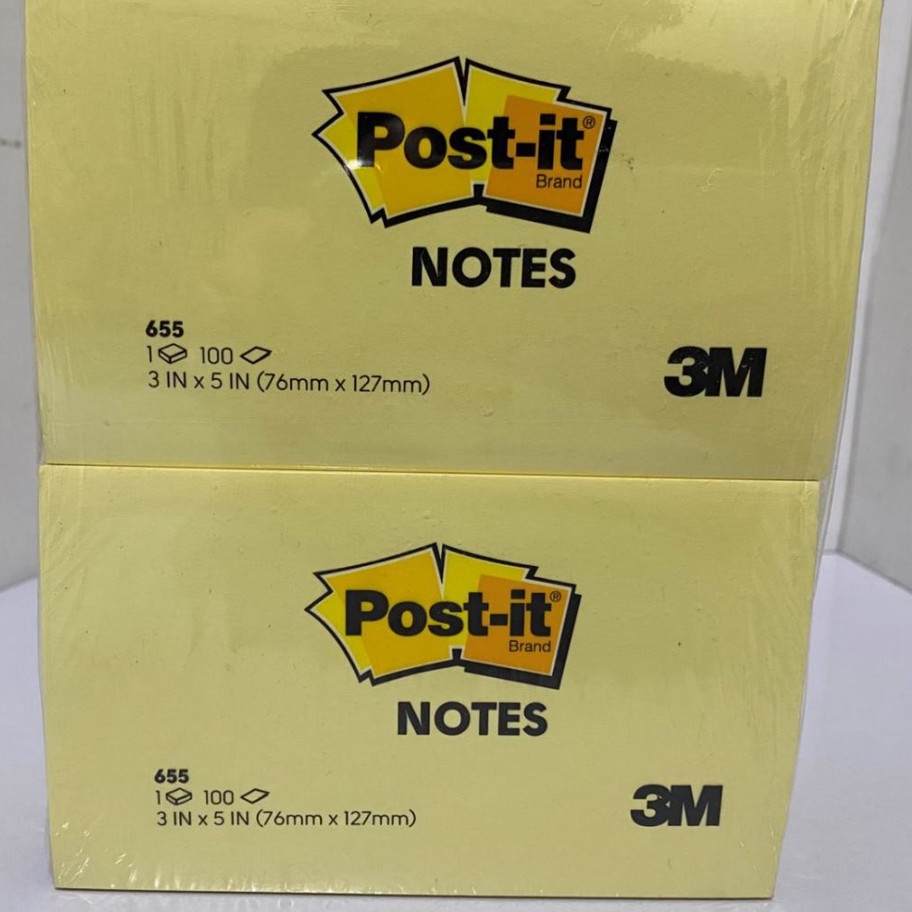 Post-it®
Brand
NOTES
655
1 100
3 IN x 5 IN (76mm x 127mm)
3M
Post-it®
Brand
NOTES
655
1 100
3 IN x 5 IN (76mm x 127mm)
3M